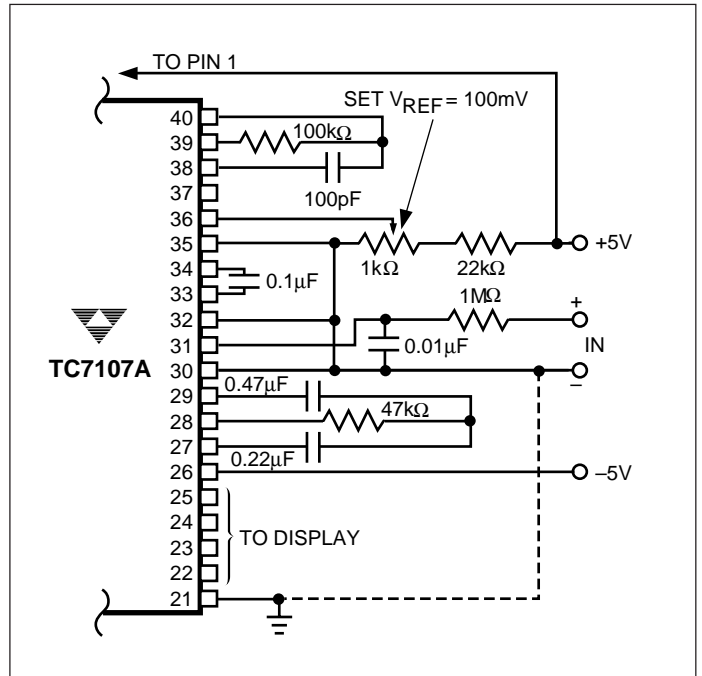 TO PIN 1
SET VREF = 100mV
40
39
100kΩ
38
100pF
37
36
35
+5V
1kΩ
22kΩ
34
0.1µF
33
1MΩ
+
32
31
0.01µF
IN
TC7107A
30
–
29
0.47µF
28
47kΩ
27
0.22µF
26
–5V
25
24
TO DISPLAY
23
22
21